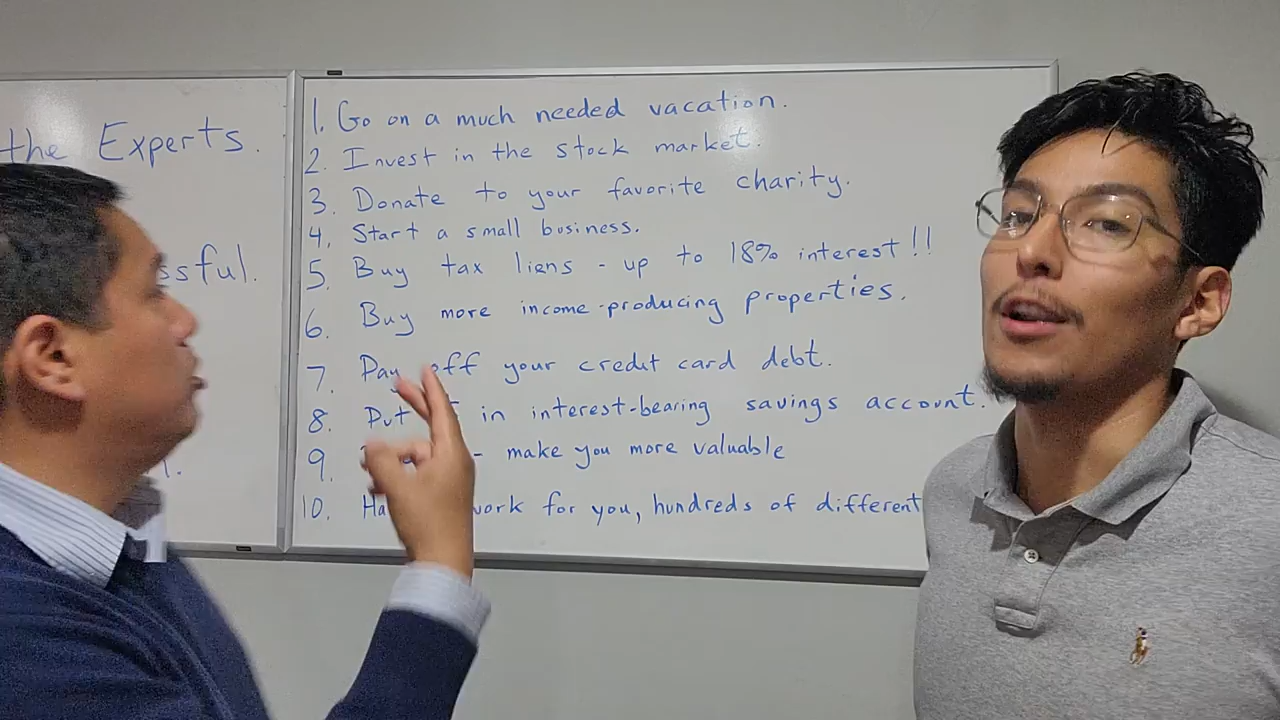 the Experts.
ssful.
1. Go on a much needed vacation.
2. Invest in the stock market.
3. Donate to your favorite charity.
4. Start a small business.
5. Buy tax liens - up to 18% interest!!
6. Buy more income-producing properties.
7. Pay off your credit card debt.
8. Put in interest-bearing savings account.
9. - make you more valuable
10. work for you, hundreds of different